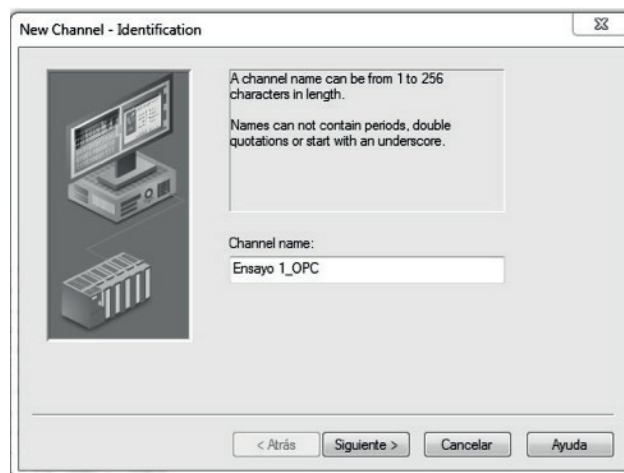 New Channel - Identification
A channel name can be from 1 to 256
characters in length.
Names can not contain periods, double
quotations or start with an underscore.
Channel name:
Ensayo 1_OPC
< Atrás
Siguiente >
Cancelar
Ayuda